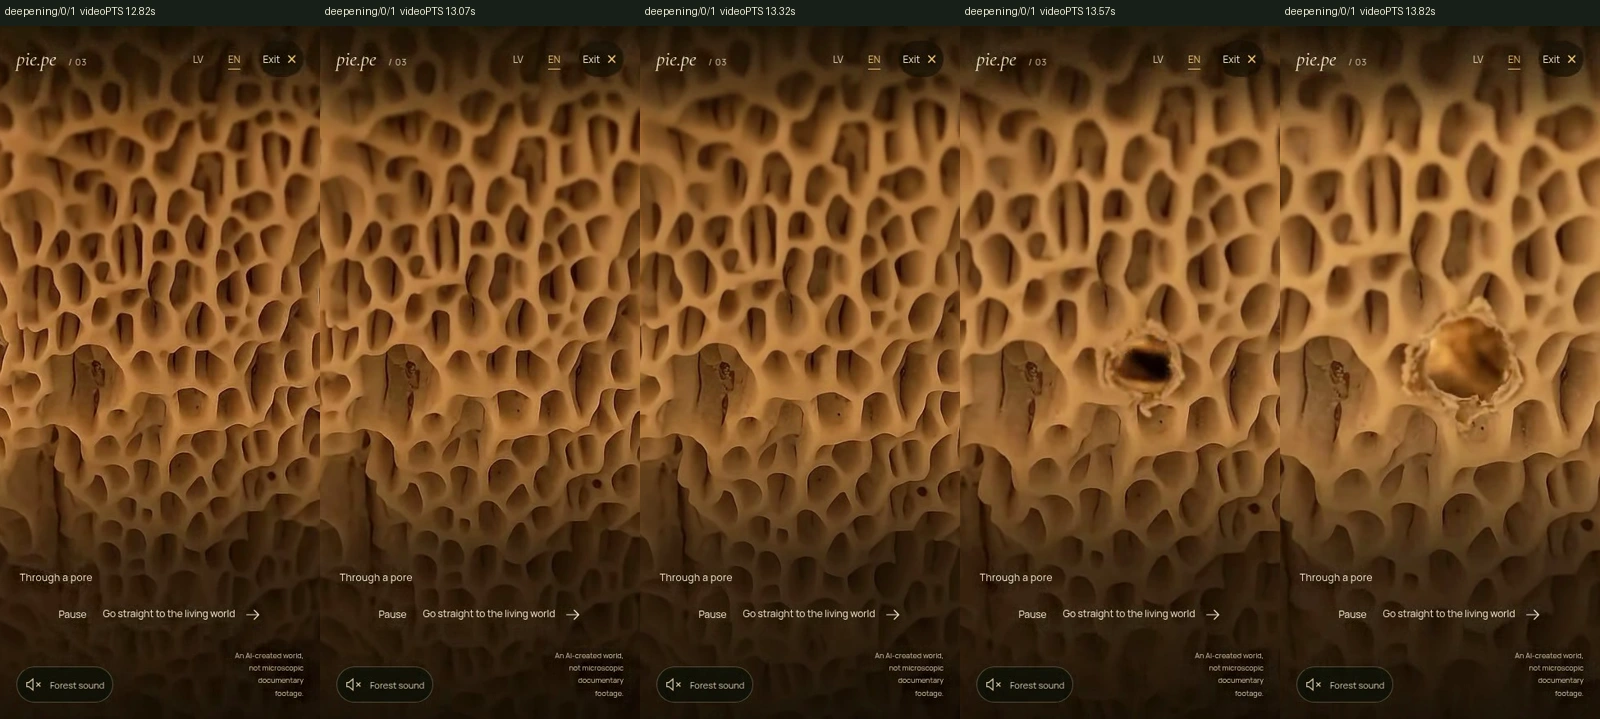 deepening/0/1 videoPTS 12.82s
pie.pe / 03 LV EN Exit ×
Through a pore
Pause Go straight to the living world →
An AI-created world,
not microscopic
documentary
footage.
Forest sound
deepening/0/1 videoPTS 13.07s
pie.pe / 03 LV EN Exit ×
Through a pore
Pause Go straight to the living world →
An AI-created world,
not microscopic
documentary
footage.
Forest sound
deepening/0/1 videoPTS 13.32s
pie.pe / 03 LV EN Exit ×
Through a pore
Pause Go straight to the living world →
An AI-created world,
not microscopic
documentary
footage.
Forest sound
deepening/0/1 videoPTS 13.57s
pie.pe / 03 LV EN Exit ×
Through a pore
Pause Go straight to the living world →
An AI-created world,
not microscopic
documentary
footage.
Forest sound
deepening/0/1 videoPTS 13.82s
pie.pe / 03 LV EN Exit ×
Through a pore
Pause Go straight to the living world →
An AI-created world,
not microscopic
documentary
footage.
Forest sound